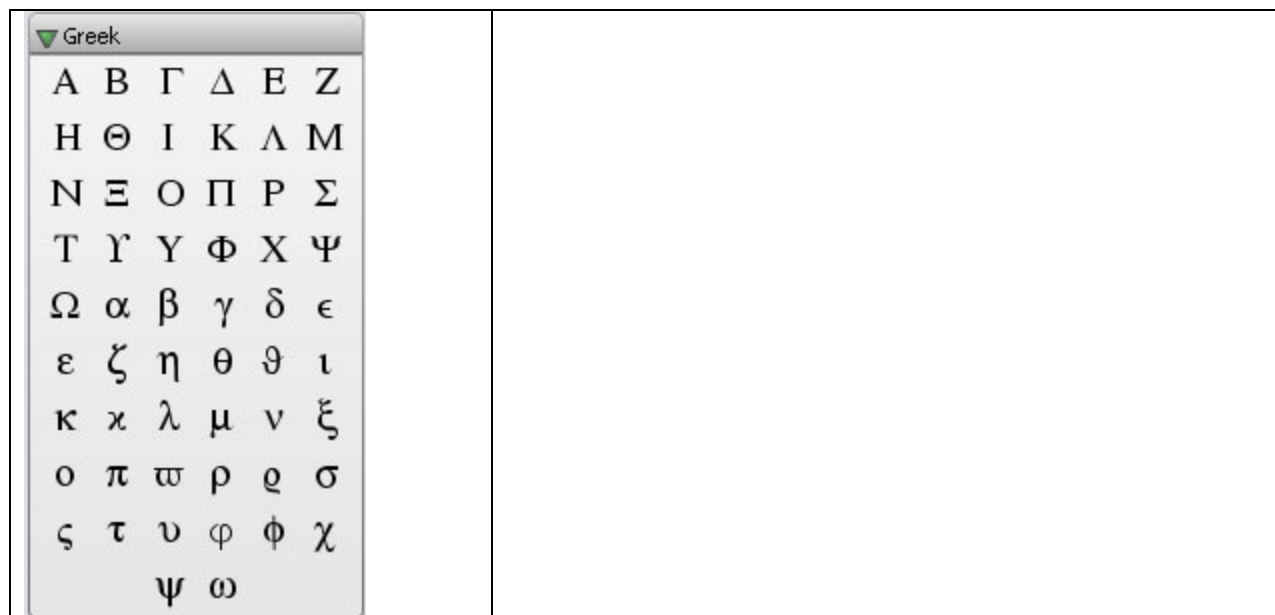 Greek
Α Β Γ Δ Ε Ζ
Η Θ Ι Κ Λ Μ
Ν Ξ Ο Π Ρ Σ
Τ ϒ Υ Φ Χ Ψ
Ω α β γ δ ϵ
ε ζ η θ ϑ ι
κ ϰ λ μ ν ξ
ο π ϖ ρ ϱ σ
ς τ υ φ ϕ χ
ψ ω